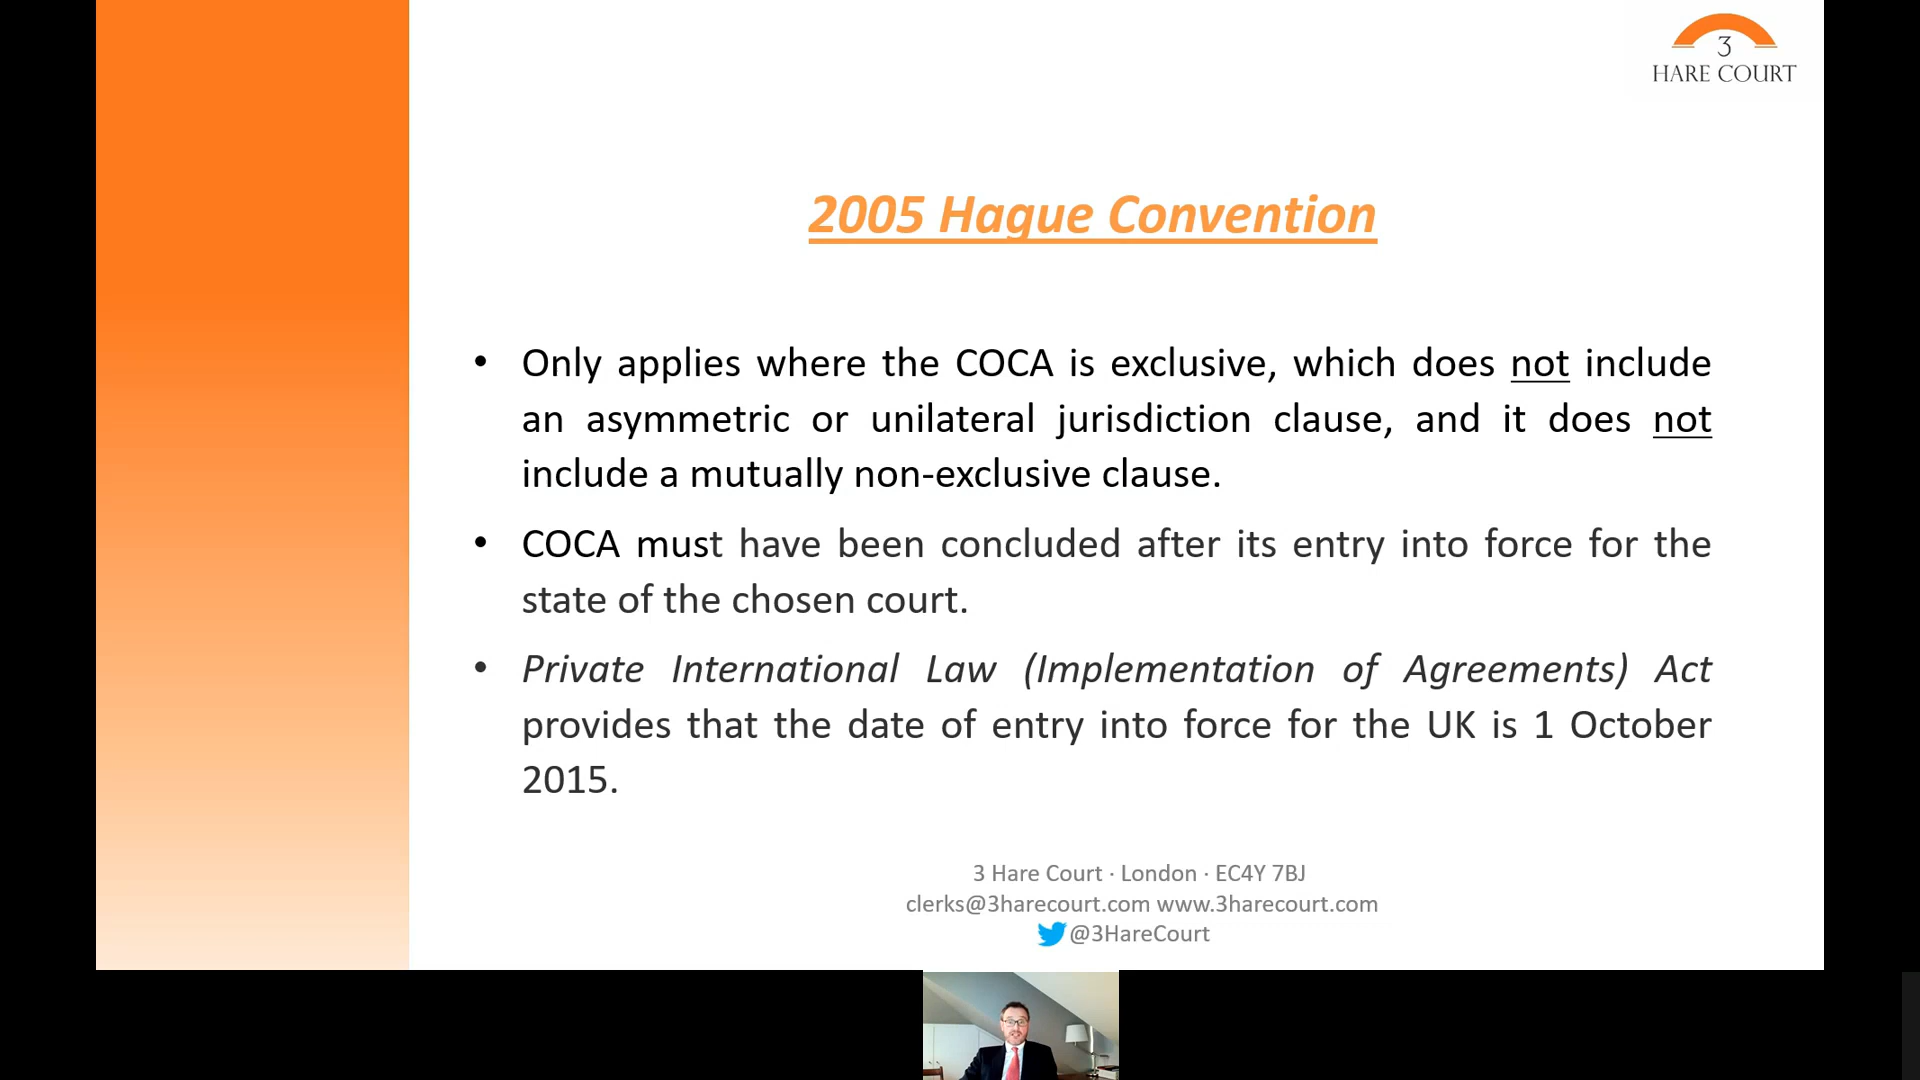 3
HARE COURT
2005 Hague Convention
• Only applies where the COCA is exclusive, which does not include
an asymmetric or unilateral jurisdiction clause, and it does not
include a mutually non-exclusive clause.
• COCA must have been concluded after its entry into force for the
state of the chosen court.
• Private International Law (Implementation of Agreements) Act
provides that the date of entry into force for the UK is 1 October
2015.
3 Hare Court · London · EC4Y 7BJ
clerks@3harecourt.com www.3harecourt.com
@3HareCourt